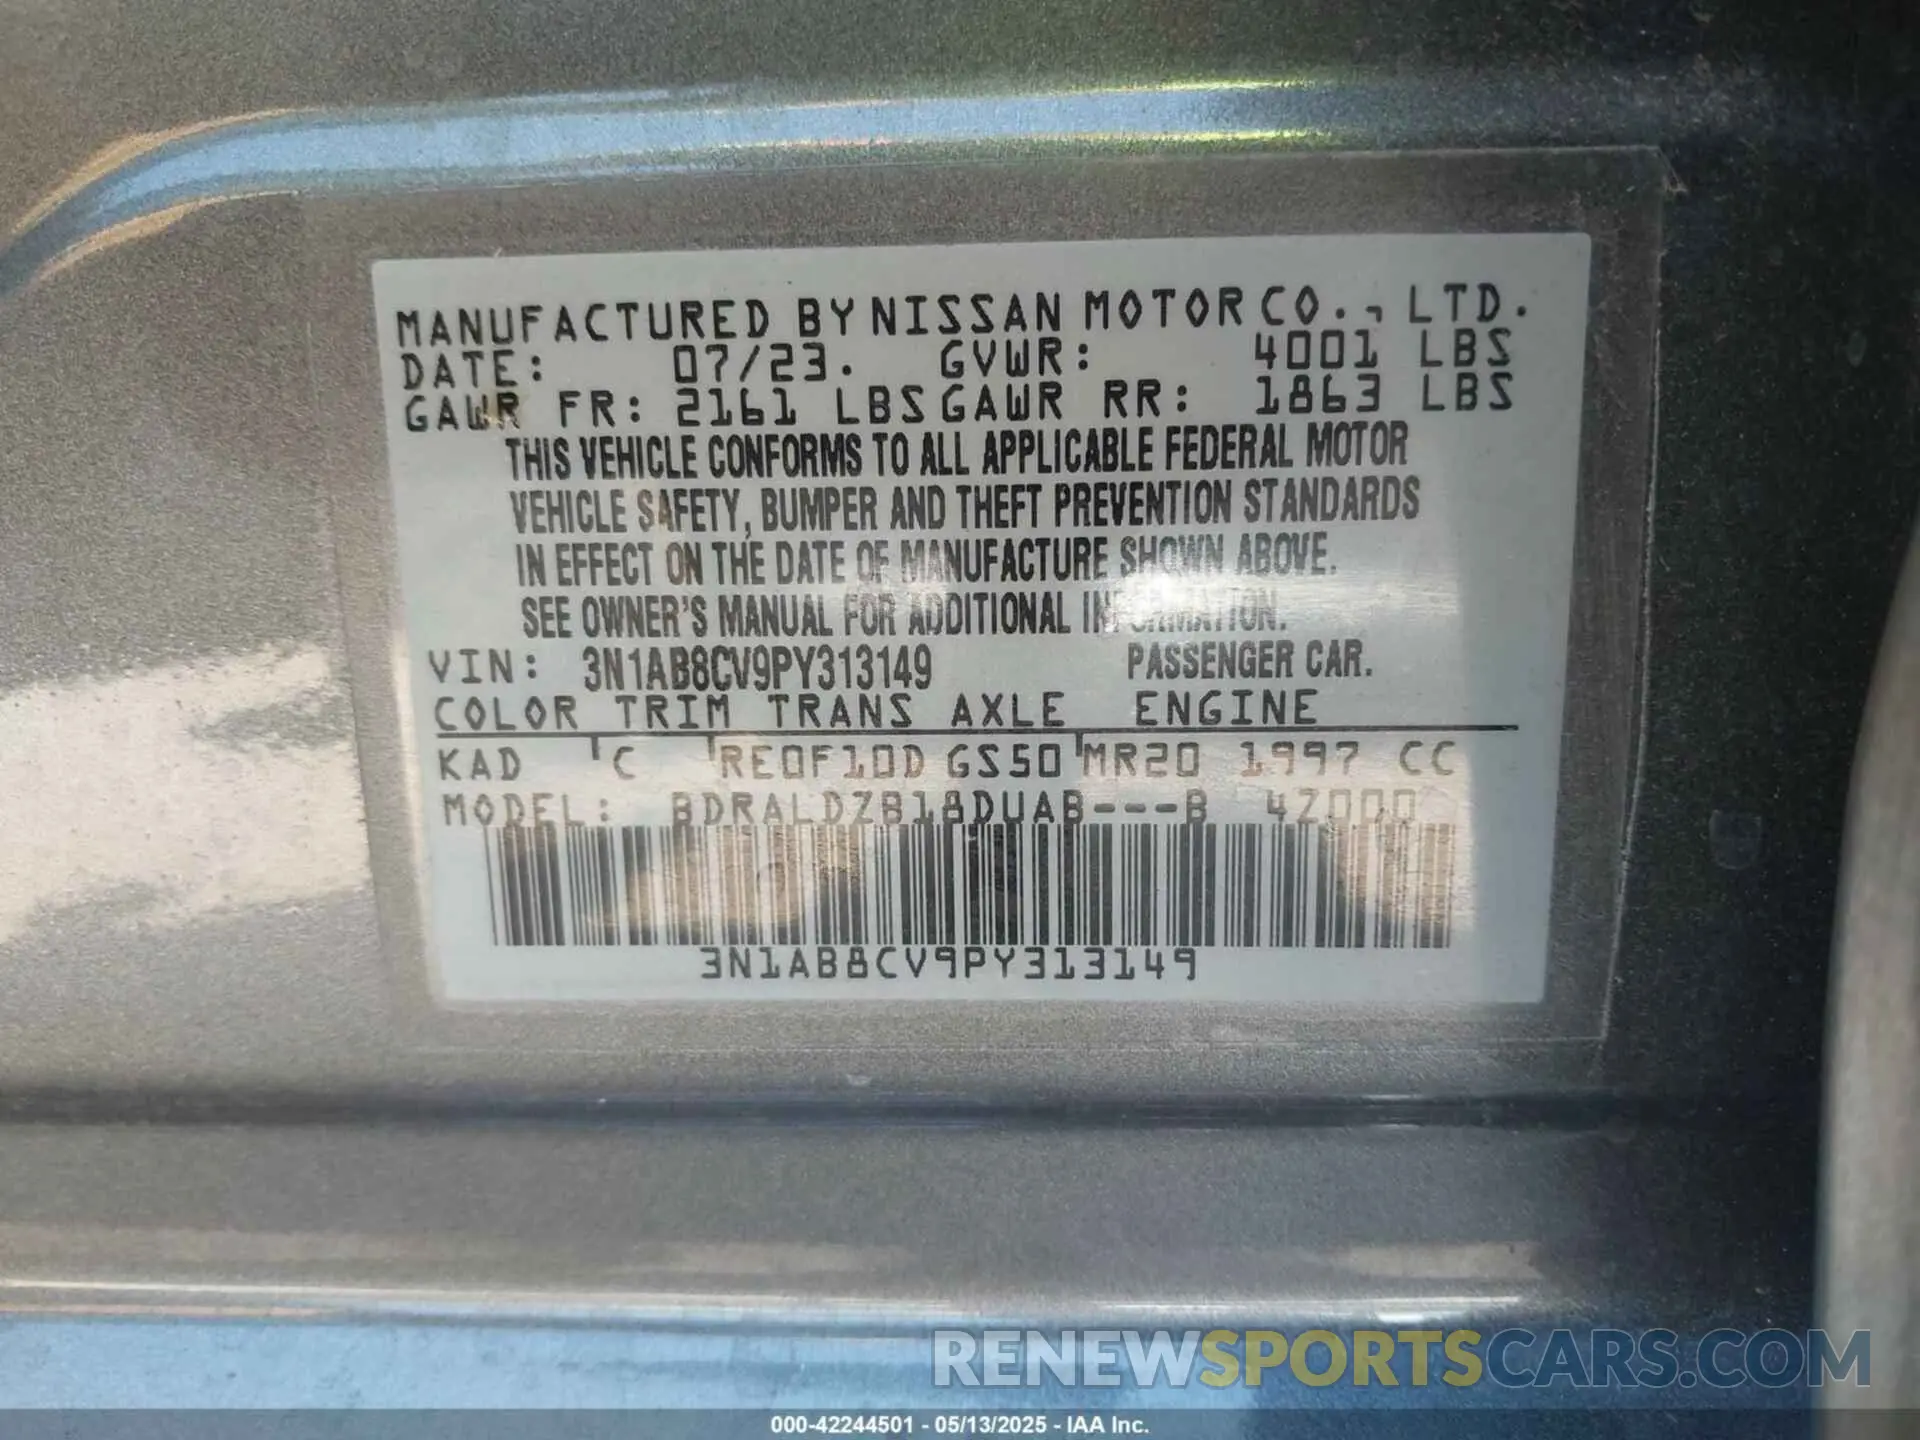 MANUFACTURED BY NISSAN MOTOR CO., LTD.
DATE: 07/23. GVWR: 4001 LBS
GAWR FR: 2161 LBS GAWR RR: 1863 LBS
THIS VEHICLE CONFORMS TO ALL APPLICABLE FEDERAL MOTOR
VEHICLE SAFETY, BUMPER AND THEFT PREVENTION STANDARDS
IN EFFECT ON THE DATE OF MANUFACTURE SHOWN ABOVE.
SEE OWNER'S MANUAL FOR ADDITIONAL INFORMATION.
VIN: 3N1AB8CV9PY313149 PASSENGER CAR.
COLOR TRIM TRANS AXLE ENGINE
KAD C RE0F10D GS50 MR20 1997 CC
MODEL: BDRALDZB18DUAB---B 4Z000
3N1AB8CV9PY313149
RENEWSPORTSCARS.COM
000-42244501 - 05/13/2025 - IAA Inc.